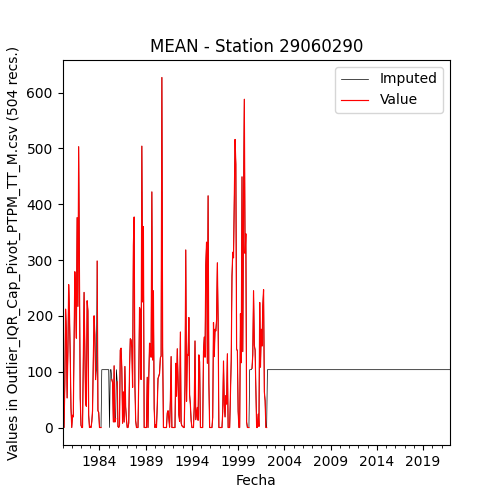 MEAN - Station 29060290
Values in Outlier_IQR_Cap_Pivot_PTPM_TT_M.csv (504 recs.)
Imputed
Value
600
500
400
300
200
100
0
1984 1989 1994 1999 2004 2009 2014 2019
Fecha